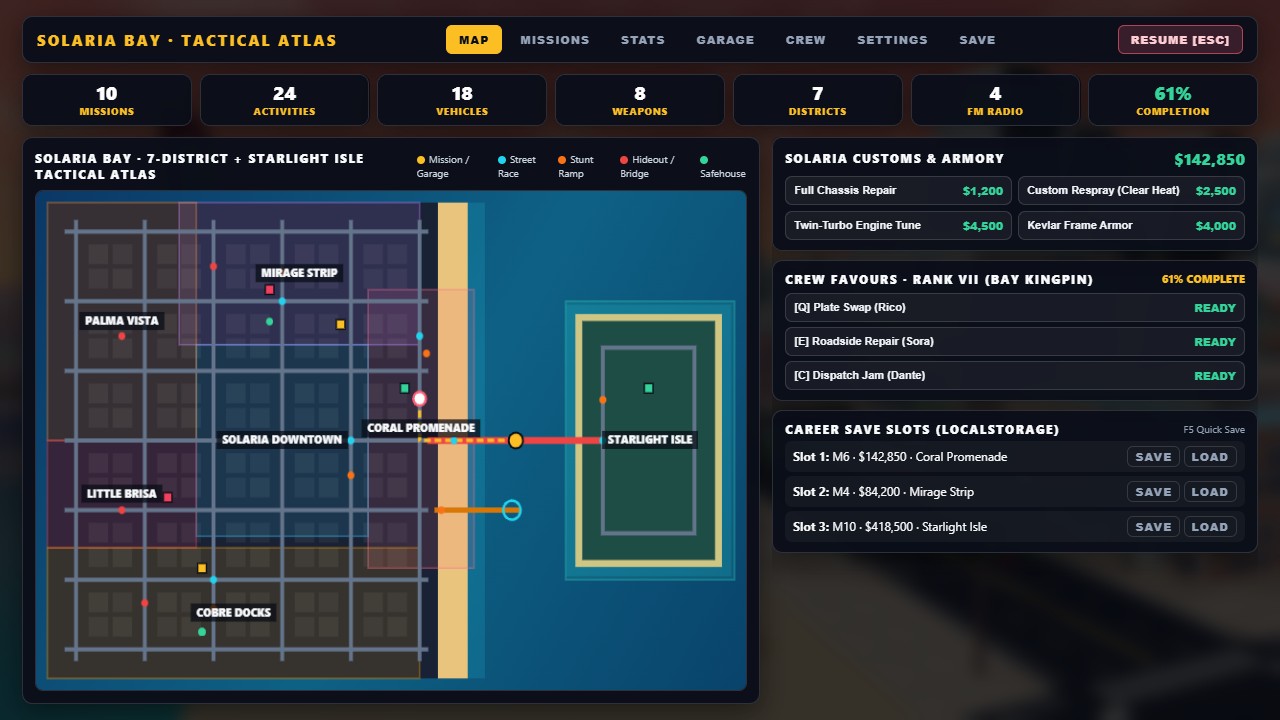 SOLARIA BAY · TACTICAL ATLAS
MAP
MISSIONS
STATS
GARAGE
CREW
SETTINGS
SAVE
RESUME [ESC]
10
MISSIONS
24
ACTIVITIES
18
VEHICLES
8
WEAPONS
7
DISTRICTS
4
FM RADIO
61%
COMPLETION
SOLARIA BAY · 7-DISTRICT + STARLIGHT ISLE
TACTICAL ATLAS
Mission /
Garage
Street
Race
Stunt
Ramp
Hideout /
Bridge
Safehouse
MIRAGE STRIP
PALMA VISTA
CORAL PROMENADE
SOLARIA DOWNTOWN
STARLIGHT ISLE
LITTLE BRISA
COBRE DOCKS
SOLARIA CUSTOMS & ARMORY
$142,850
Full Chassis Repair
$1,200
Custom Respray (Clear Heat)
$2,500
Twin-Turbo Engine Tune
$4,500
Kevlar Frame Armor
$4,000
CREW FAVOURS · RANK VII (BAY KINGPIN)
61% COMPLETE
[Q] Plate Swap (Rico)
READY
[E] Roadside Repair (Sora)
READY
[C] Dispatch Jam (Dante)
READY
CAREER SAVE SLOTS (LOCALSTORAGE)
F5 Quick Save
Slot 1: M6 · $142,850 · Coral Promenade
SAVE
LOAD
Slot 2: M4 · $84,200 · Mirage Strip
SAVE
LOAD
Slot 3: M10 · $418,500 · Starlight Isle
SAVE
LOAD